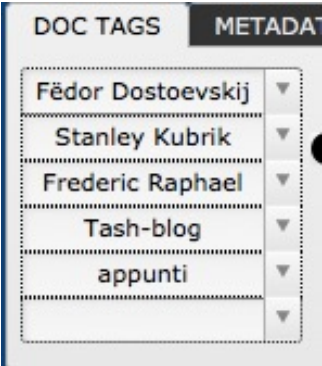 DOC TAGS METADAT
Fëdor Dostoevskij
Stanley Kubrik
Frederic Raphael
Tash-blog
appunti